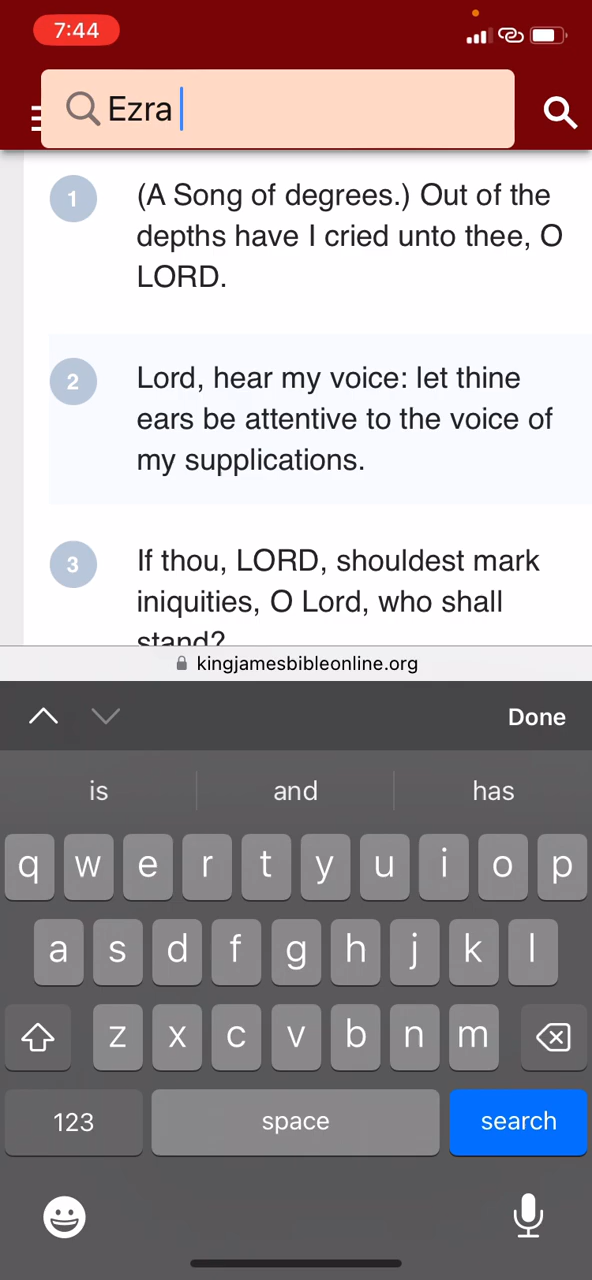 7:44
Ezra
1
(A Song of degrees.) Out of the
depths have I cried unto thee, O
LORD.
2
Lord, hear my voice: let thine
ears be attentive to the voice of
my supplications.
3
If thou, LORD, shouldest mark
iniquities, O Lord, who shall
stand?
kingjamesbibleonline.org
Done
is and has
q w e r t y u i o p
a s d f g h j k l
z x c v b n m
123 space search